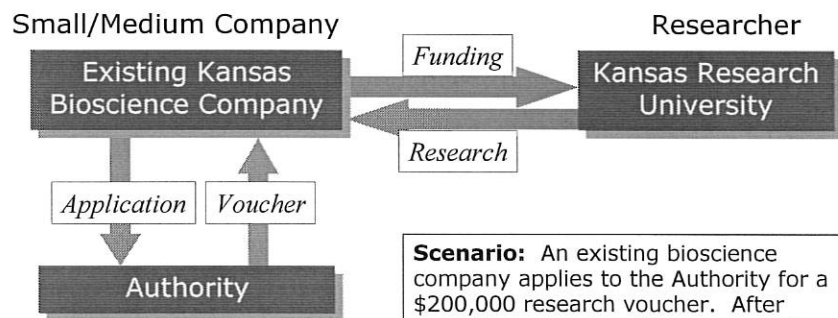 Small/Medium Company
Researcher
Existing Kansas
Bioscience Company
Funding
Kansas Research
University
Research
Application
Voucher
Authority
Scenario: An existing bioscience
company applies to the Authority for a
$200,000 research voucher. After